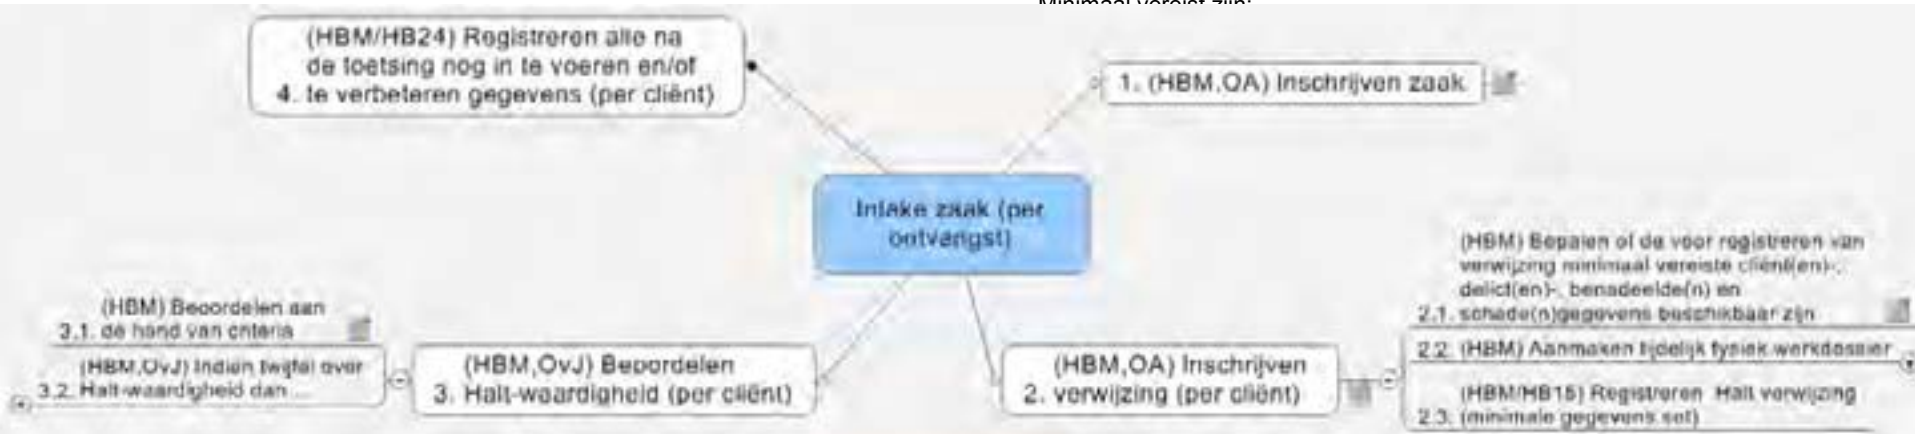 Minimaal vereist zijn:
(HBM/HB24) Registreren alle na
de toetsing nog in te voeren en/of
4. te verbeteren gegevens (per cliënt)
1. (HBM,OA) Inschrijven zaak
Intake zaak (per
ontvangst)
(HBM) Bepalen of de voor registreren van
verwijzing minimaal vereiste cliënt(en)-,
delict(en)-, benadeelde(n) en
2.1. schade(n)gegevens beschikbaar zijn
2.2. (HBM) Aanmaken tijdelijk fysiek werkdossier
(HBM/HB15) Registreren Halt verwijzing
2.3. (minimale gegevens set)
(HBM,OA) Inschrijven
2. verwijzing (per cliënt)
(HBM,OvJ) Beoordelen
3. Halt-waardigheid (per cliënt)
(HBM) Beoordelen aan
3.1. de hand van criteria
(HBM,OvJ) Indien twijfel over
3.2. Halt-waardigheid dan ...